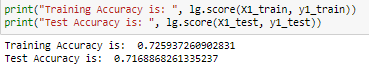 print("Training Accuracy is: ", lg.score(X1_train, y1_train))
print("Test Accuracy is: ", lg.score(X1_test, y1_test))
Training Accuracy is:  0.725937260902831
Test Accuracy is:  0.7168868261335237